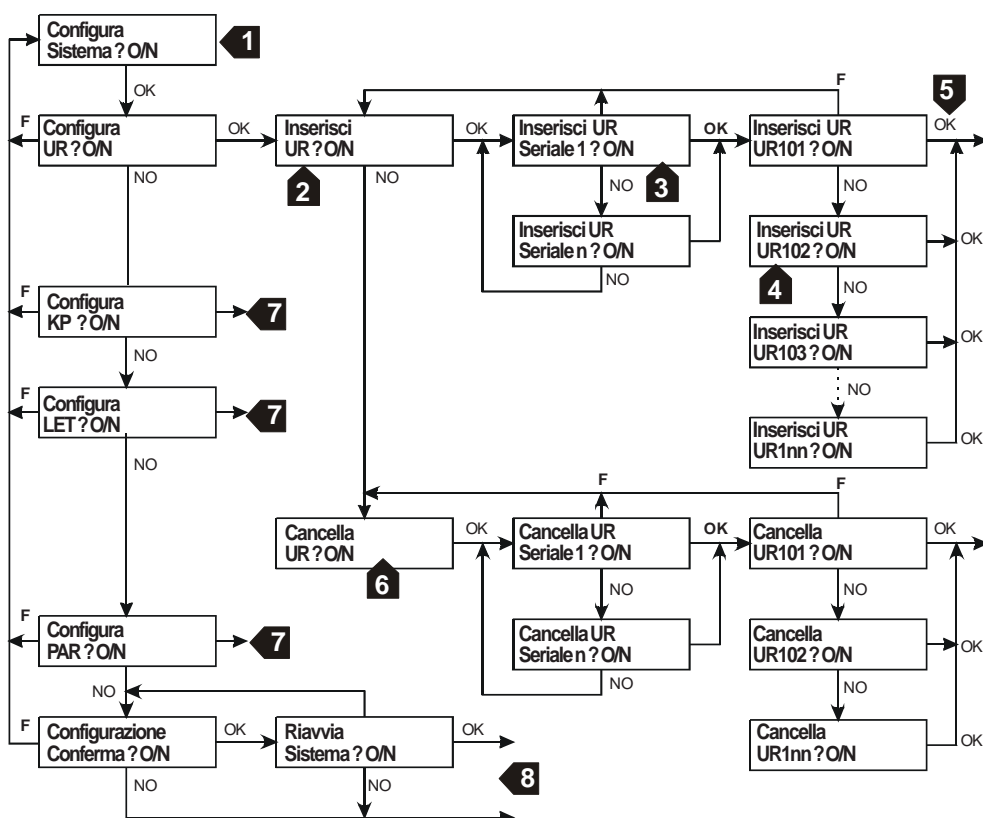 Configura
Sistema ? O/N
1
OK
F
5
F
Configura
UR ? O/N
OK
Inserisci
UR ? O/N
OK
Inserisci UR
Seriale 1 ? O/N
OK
Inserisci UR
UR101 ? O/N
OK
NO
2
NO
3
NO
NO
Inserisci UR
Seriale n ? O/N
Inserisci UR
UR102 ? O/N
OK
NO
4
NO
F
Configura
KP ? O/N
7
Inserisci UR
UR103 ? O/N
OK
NO
NO
F
Configura
LET ? O/N
7
Inserisci UR
UR1nn ? O/N
OK
NO
F
F
Cancella
UR ? O/N
OK
Cancella UR
Seriale 1 ? O/N
OK
Cancella
UR101 ? O/N
OK
6
NO
NO
F
Configura
PAR ? O/N
7
Cancella UR
Seriale n ? O/N
Cancella
UR102 ? O/N
OK
NO
NO
NO
F
Configurazione
Conferma ? O/N
OK
Riavvia
Sistema ? O/N
OK
Cancella
UR1nn ? O/N
OK
NO
NO
8